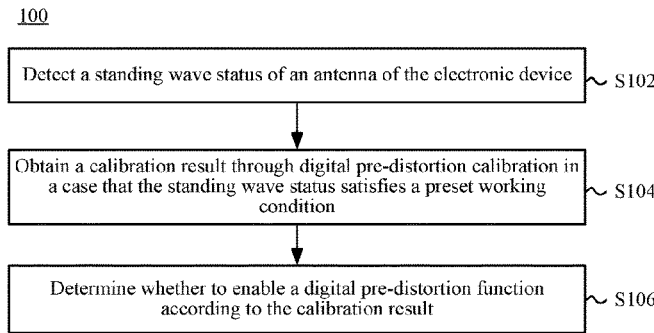 100
Detect a standing wave status of an antenna of the electronic device
S102
Obtain a calibration result through digital pre-distortion calibration in
a case that the standing wave status satisfies a preset working
condition
S104
Determine whether to enable a digital pre-distortion function
according to the calibration result
S106